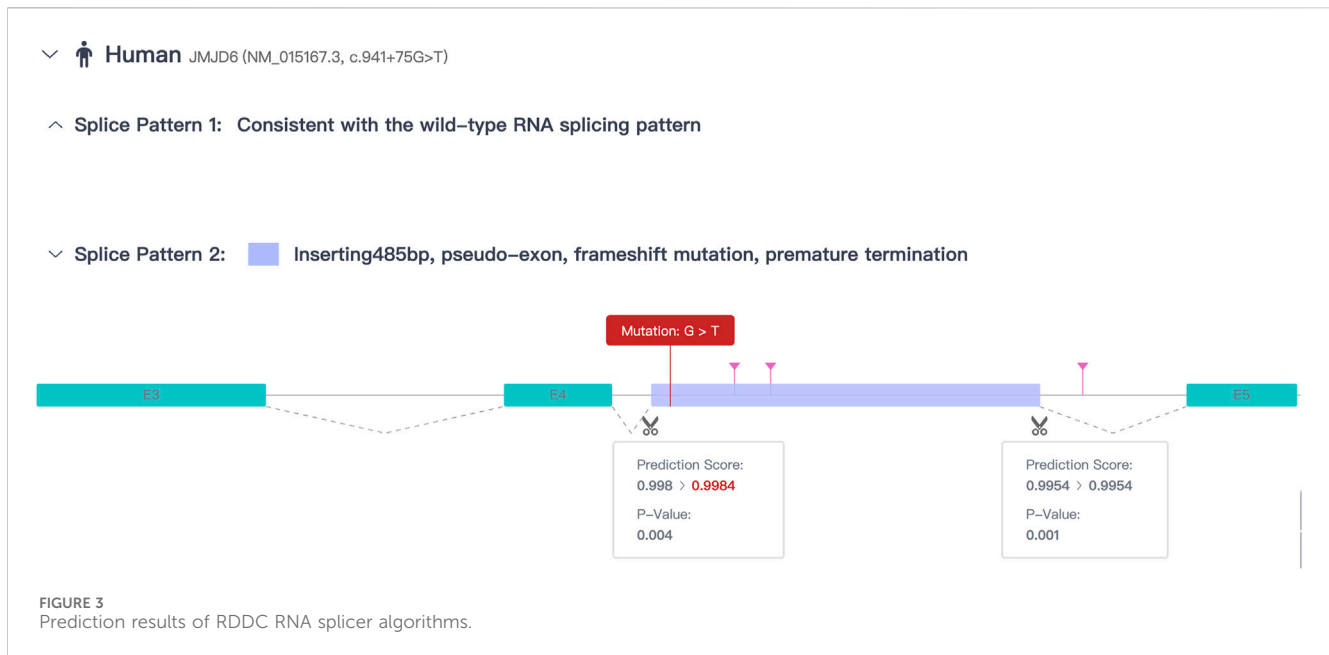 Human JMJD6 (NM_015167.3, c.941+75G>T)
Splice Pattern 1: Consistent with the wild-type RNA splicing pattern
Splice Pattern 2: Inserting485bp, pseudo-exon, frameshift mutation, premature termination
Mutation: G > T
E3
E4
E5
Prediction Score:
0.998 > 0.9984
P-Value:
0.004
Prediction Score:
0.9954 > 0.9954
P-Value:
0.001
FIGURE 3
Prediction results of RDDC RNA splicer algorithms.